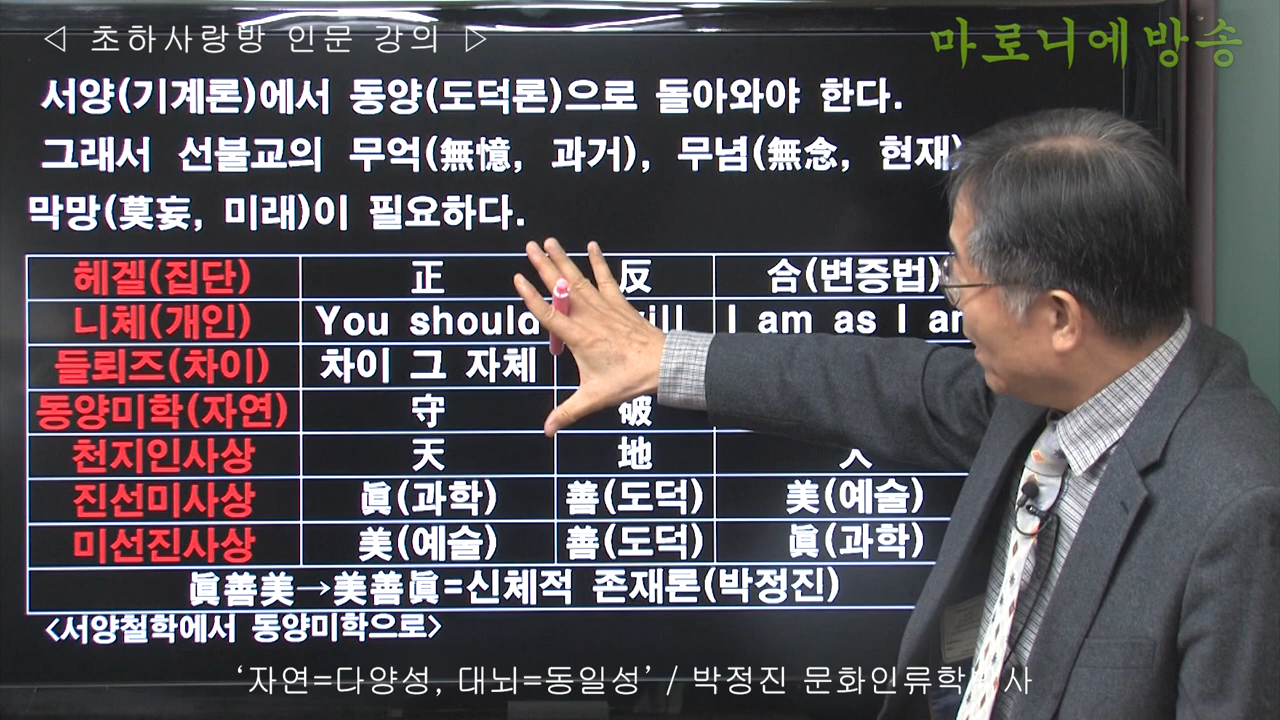 ◁ 초하사랑방 인문 강의 ▷
마로니에방송
서양(기계론)에서 동양(도덕론)으로 돌아와야 한다.
그래서 선불교의 무억(無憶, 과거), 무념(無念, 현재)
막망(莫妄, 미래)이 필요하다.
헤겔(집단) 正 反 合(변증법)
니체(개인) You should I am as I am
들뢰즈(차이) 차이 그 자체
동양미학(자연) 守 破
천지인사상 天 地 人
진선미사상 眞(과학) 善(도덕) 美(예술)
미선진사상 美(예술) 善(도덕) 眞(과학)
眞善美→美善眞=신체적 존재론(박정진)
<서양철학에서 동양미학으로>
‘자연=다양성, 대뇌=동일성’ / 박정진 문화인류학박사